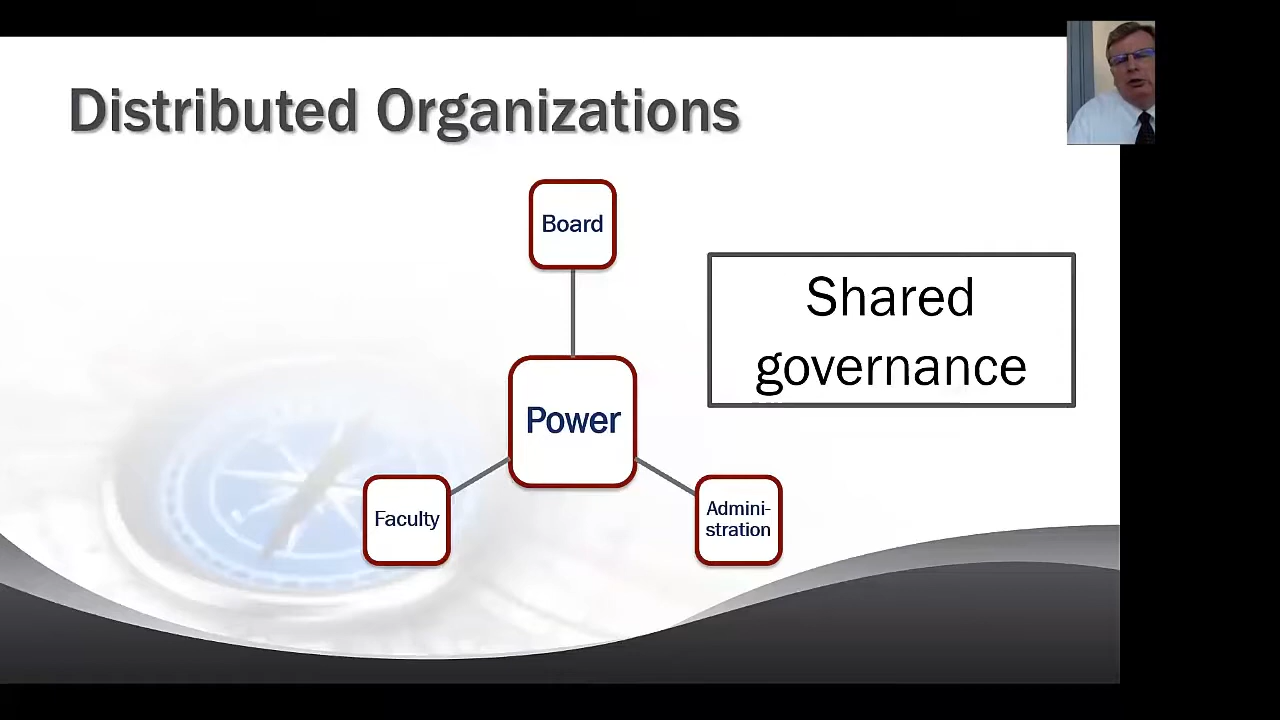 Distributed Organizations
Board
Shared
governance
Power
Faculty
Admini-
stration